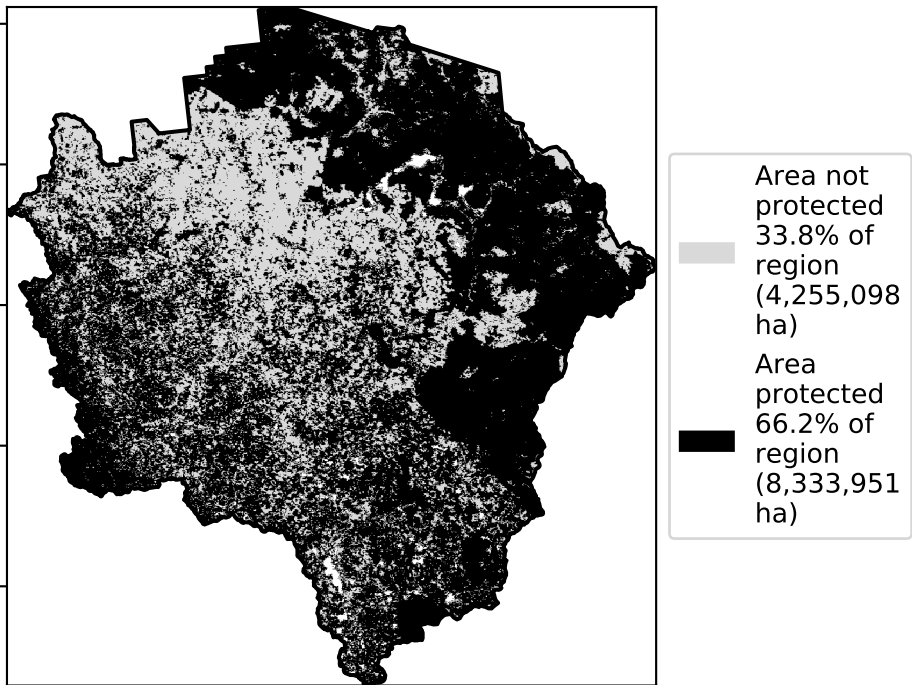 Area not
protected
33.8% of
region
(4,255,098
ha)
Area
protected
66.2% of
region
(8,333,951
ha)